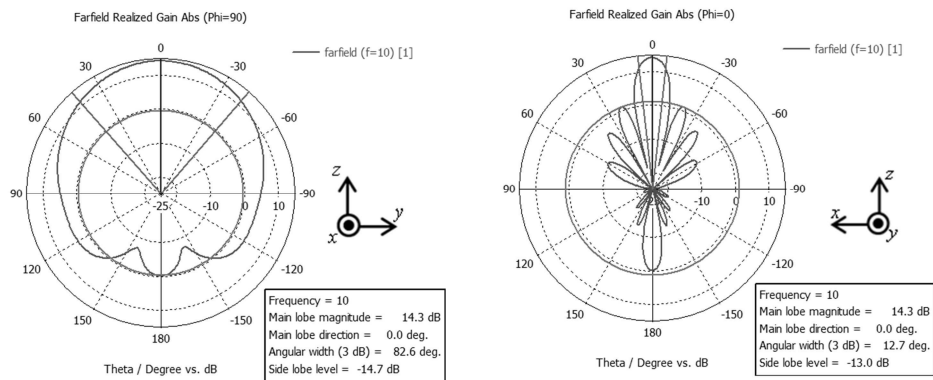 Farfield Realized Gain Abs (Phi=90)
farfield (f=10) [1]
0
30
-30
60
-60
90
-90
-25
0
10
-25
0
10
120
-120
150
-150
180
z
y
x
Theta / Degree vs. dB
Frequency = 10
Main lobe magnitude = 14.3 dB
Main lobe direction = 0.0 deg.
Angular width (3 dB) = 82.6 deg.
Side lobe level = -14.7 dB
Farfield Realized Gain Abs (Phi=0)
farfield (f=10) [1]
0
30
-30
60
-60
90
-90
0
10
120
-120
150
-150
180
z
x
y
Theta / Degree vs. dB
Frequency = 10
Main lobe magnitude = 14.3 dB
Main lobe direction = 0.0 deg.
Angular width (3 dB) = 12.7 deg.
Side lobe level = -13.0 dB